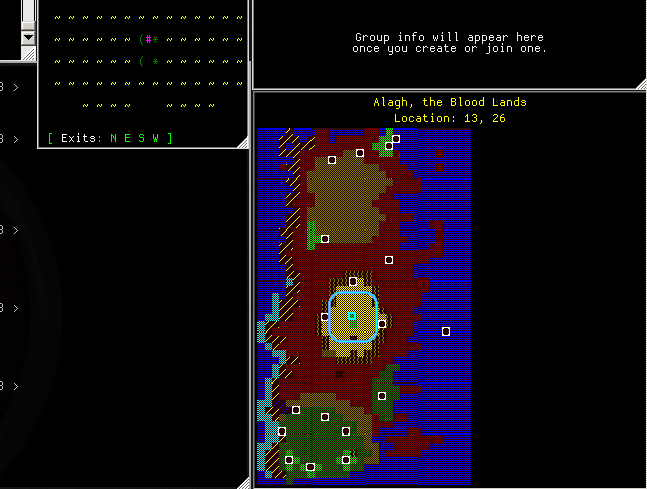 ~ ~ ~ ~ ~ ~ ~ ~ ~ ~ ~ ~ ~ ~
~ ~ ~ ~ ~ ~ (#* ~ ~ ~ ~ ~ ~
~ ~ ~ ~ ~ ~ ( * ~ ~ ~ ~ ~ ~
~ ~ ~ ~ ~ ~ ~ ~ ~ ~ ~ ~ ~ ~
~ ~ ~ ~ ~ ~ ~ ~
[ Exits: N E S W ]
Group info will appear here
once you create or join one.
Alagh, the Blood Lands
Location: 13, 26
>
>
>
>
>